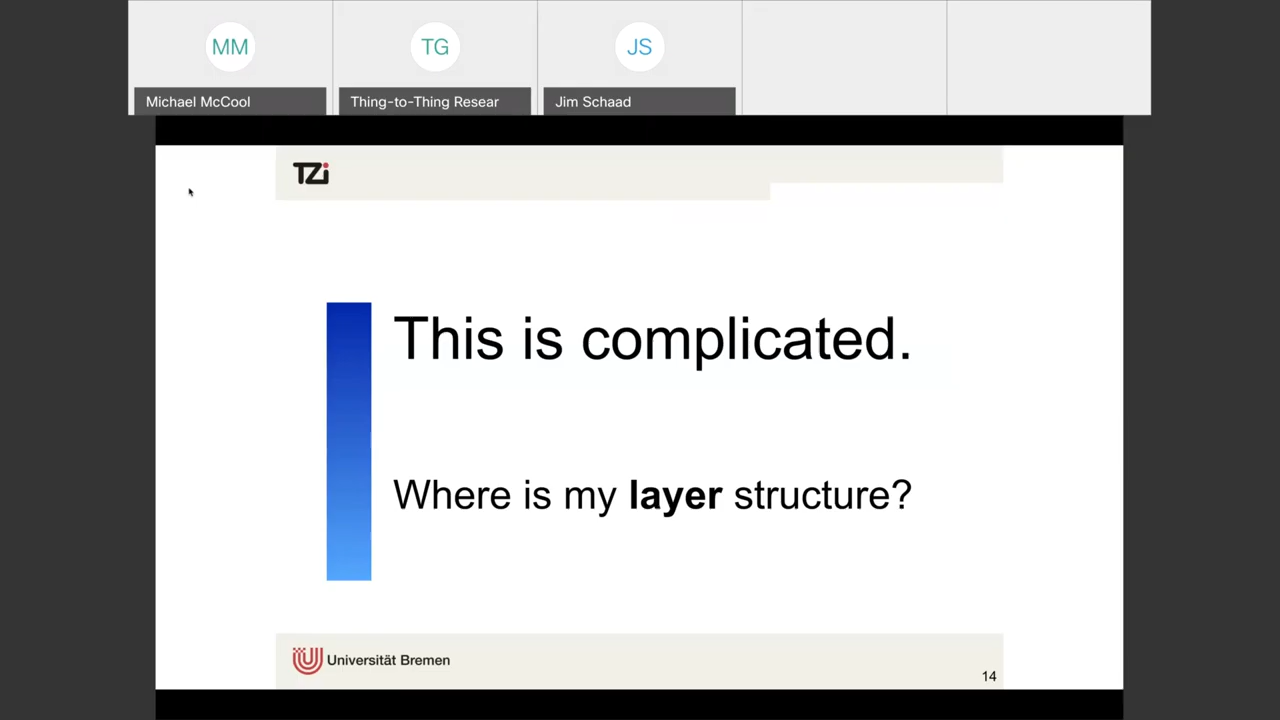 MM
TG
JS
Michael McCool
Thing-to-Thing Resear
Jim Schaad
TZi
This is complicated.
Where is my layer structure?
Universität Bremen
14